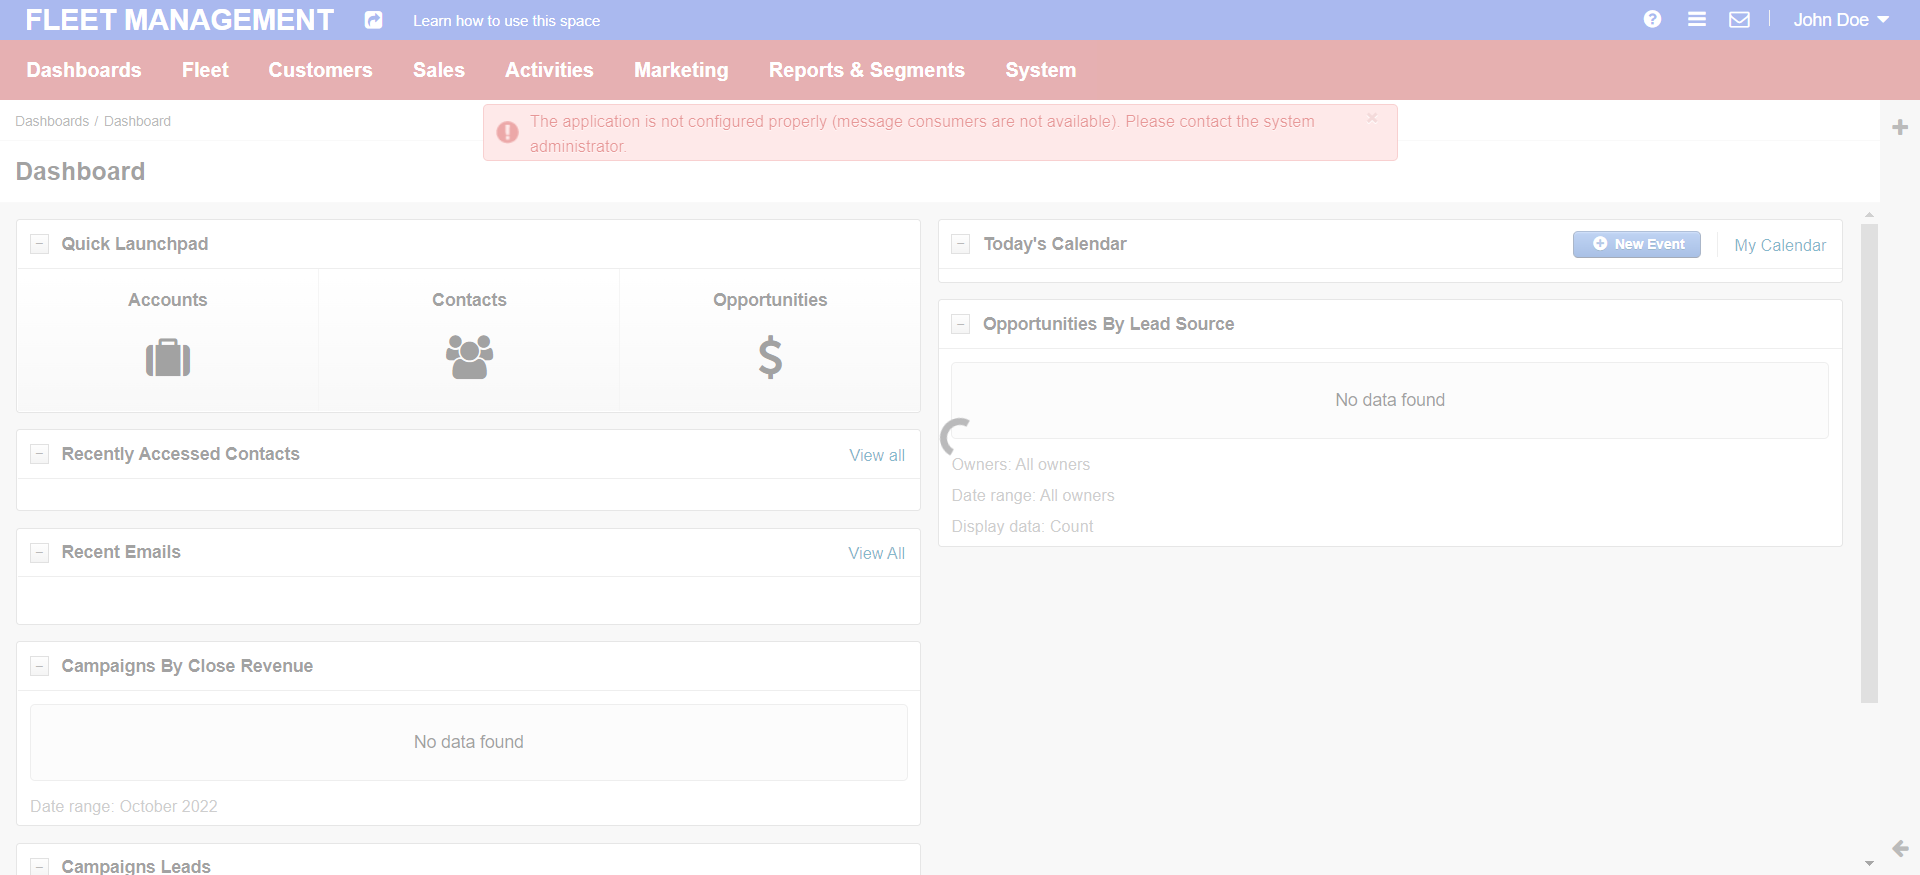 FLEET MANAGEMENT
Learn how to use this space
John Doe
Dashboards Fleet Customers Sales Activities Marketing Reports & Segments System
Dashboards / Dashboard
The application is not configured properly (message consumers are not available). Please contact the system
administrator.
×
Dashboard
Quick Launchpad
Accounts
Contacts
Opportunities
Recently Accessed Contacts
View all
Recent Emails
View All
Campaigns By Close Revenue
No data found
Date range: October 2022
Campaigns Leads
Today's Calendar
New Event
My Calendar
Opportunities By Lead Source
No data found
Owners: All owners
Date range: All owners
Display data: Count